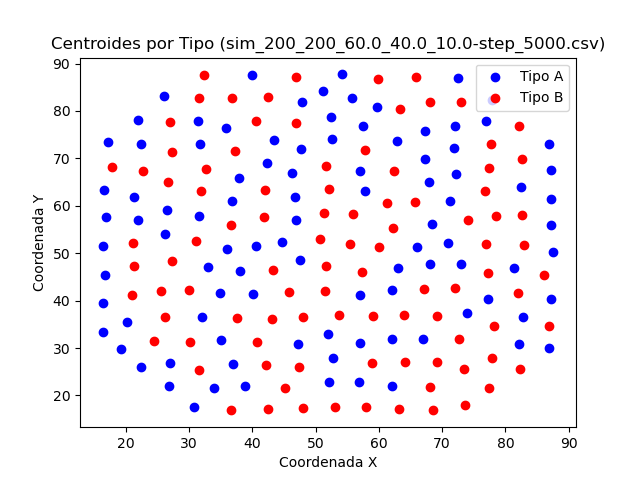 Centroides por Tipo (sim_200_200_60.0_40.0_10.0-step_5000.csv)
Tipo A
Tipo B
90
80
70
60
50
40
30
20
Coordenada Y
20 30 40 50 60 70 80 90
Coordenada X